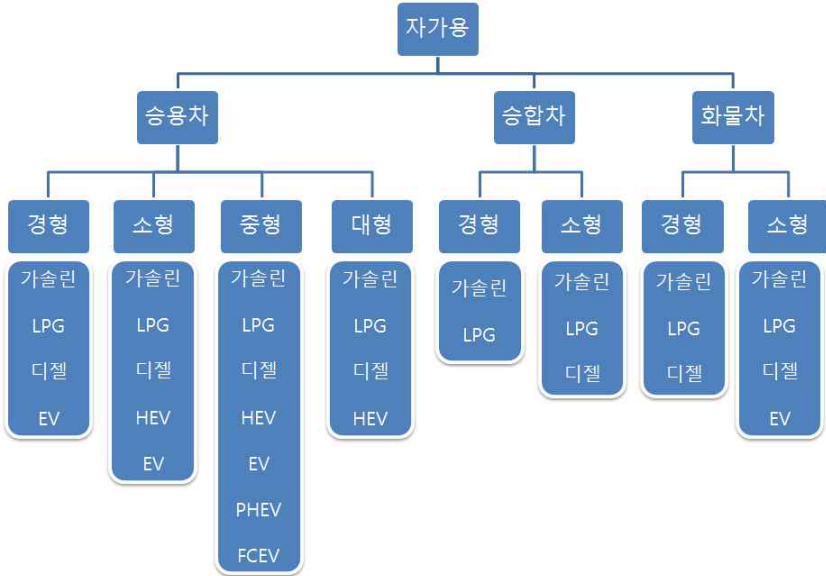 자가용
승용차
승합차
화물차
경형
소형
중형
대형
경형
소형
경형
소형
가솔린
LPG
디젤
EV
가솔린
LPG
디젤
HEV
EV
가솔린
LPG
디젤
HEV
EV
PHEV
FCEV
가솔린
LPG
디젤
HEV
가솔린
LPG
가솔린
LPG
디젤
가솔린
LPG
디젤
가솔린
LPG
디젤
EV